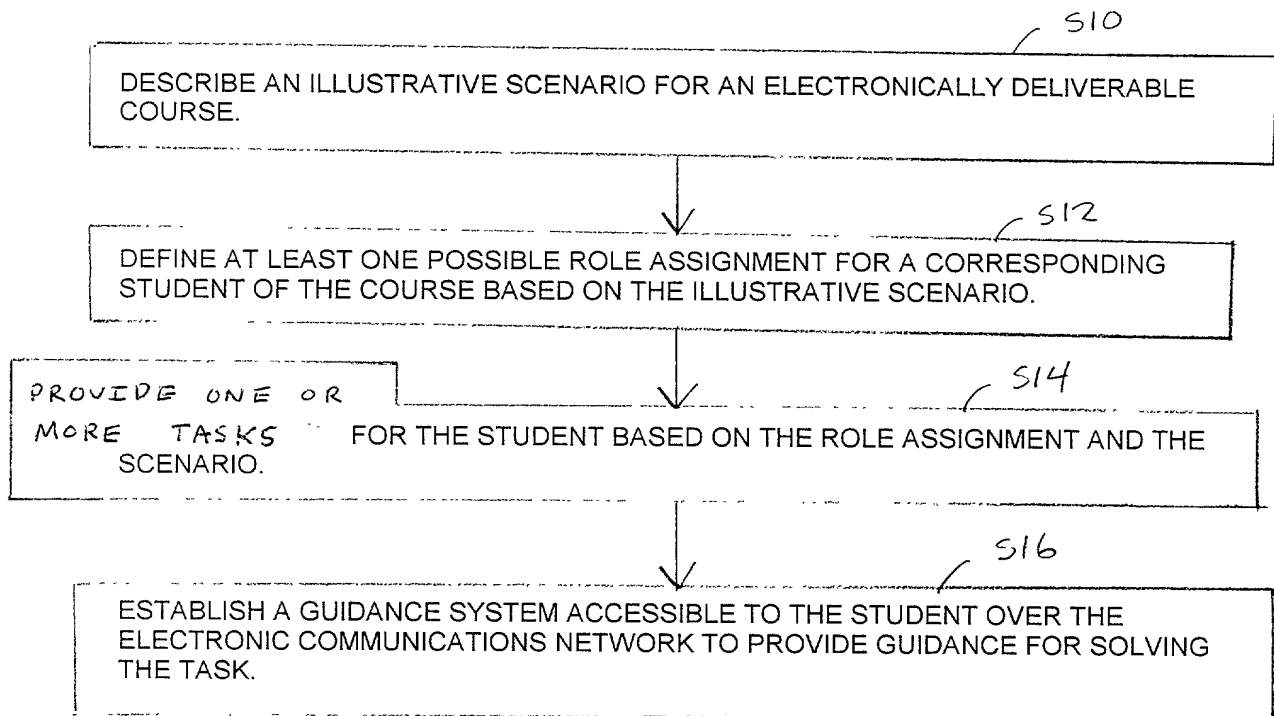 S10
DESCRIBE AN ILLUSTRATIVE SCENARIO FOR AN ELECTRONICALLY DELIVERABLE
COURSE.
S12
DEFINE AT LEAST ONE POSSIBLE ROLE ASSIGNMENT FOR A CORRESPONDING
STUDENT OF THE COURSE BASED ON THE ILLUSTRATIVE SCENARIO.
S14
PROVIDE ONE OR
MORE TASKS FOR THE STUDENT BASED ON THE ROLE ASSIGNMENT AND THE
SCENARIO.
S16
ESTABLISH A GUIDANCE SYSTEM ACCESSIBLE TO THE STUDENT OVER THE
ELECTRONIC COMMUNICATIONS NETWORK TO PROVIDE GUIDANCE FOR SOLVING
THE TASK.